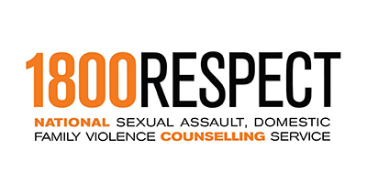 1800RESPECT
NATIONAL SEXUAL ASSAULT, DOMESTIC
FAMILY VIOLENCE COUNSELLING SERVICE